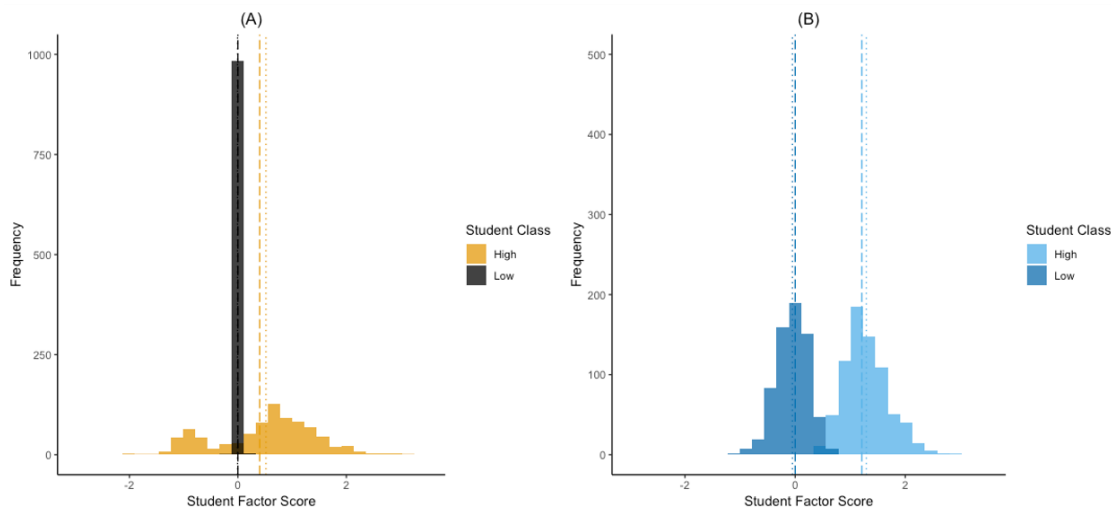 (A)
1000
750
500
250
0
Frequency
-2 0 2
Student Factor Score
Student Class
High
Low
(B)
500
400
300
200
100
0
Frequency
-2 0 2
Student Factor Score
Student Class
High
Low